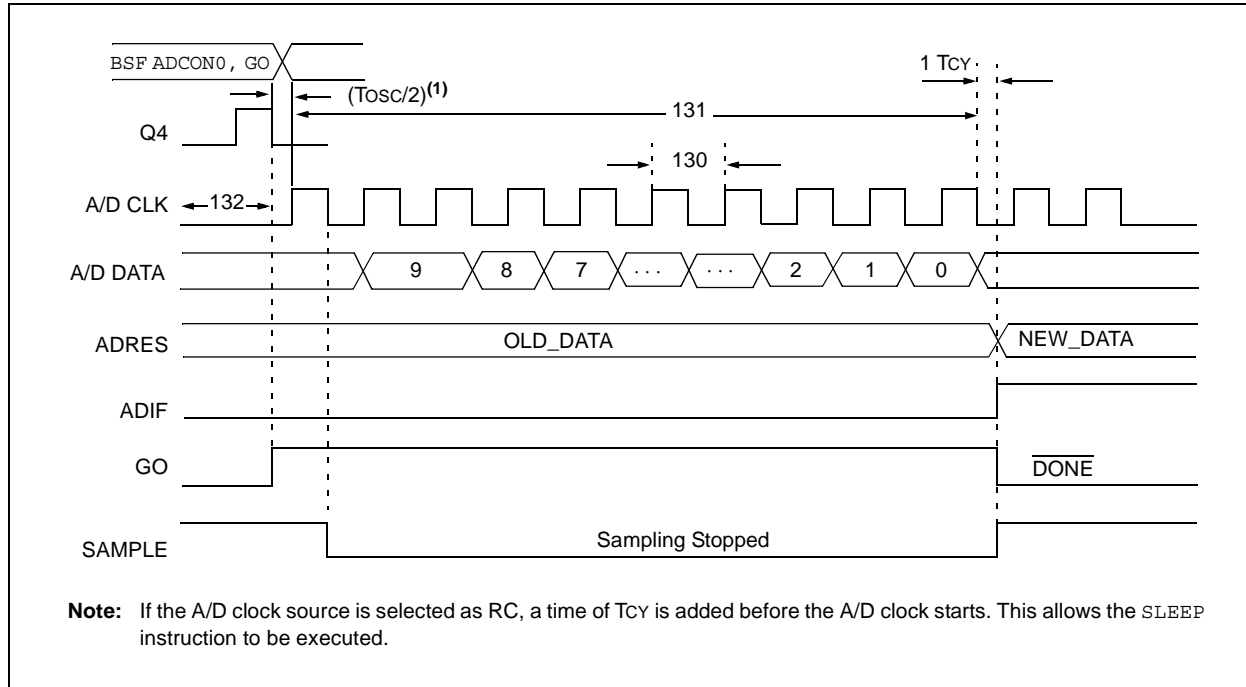 BSF ADCON0, GO
1 TCY
(TOSC/2)(1)
131
Q4
130
A/D CLK
132
A/D DATA
9 8 7 . . . . . . 2 1 0
ADRES
OLD_DATA
NEW_DATA
ADIF
GO
DONE
SAMPLE
Sampling Stopped
Note: If the A/D clock source is selected as RC, a time of TCY is added before the A/D clock starts. This allows the SLEEP
instruction to be executed.